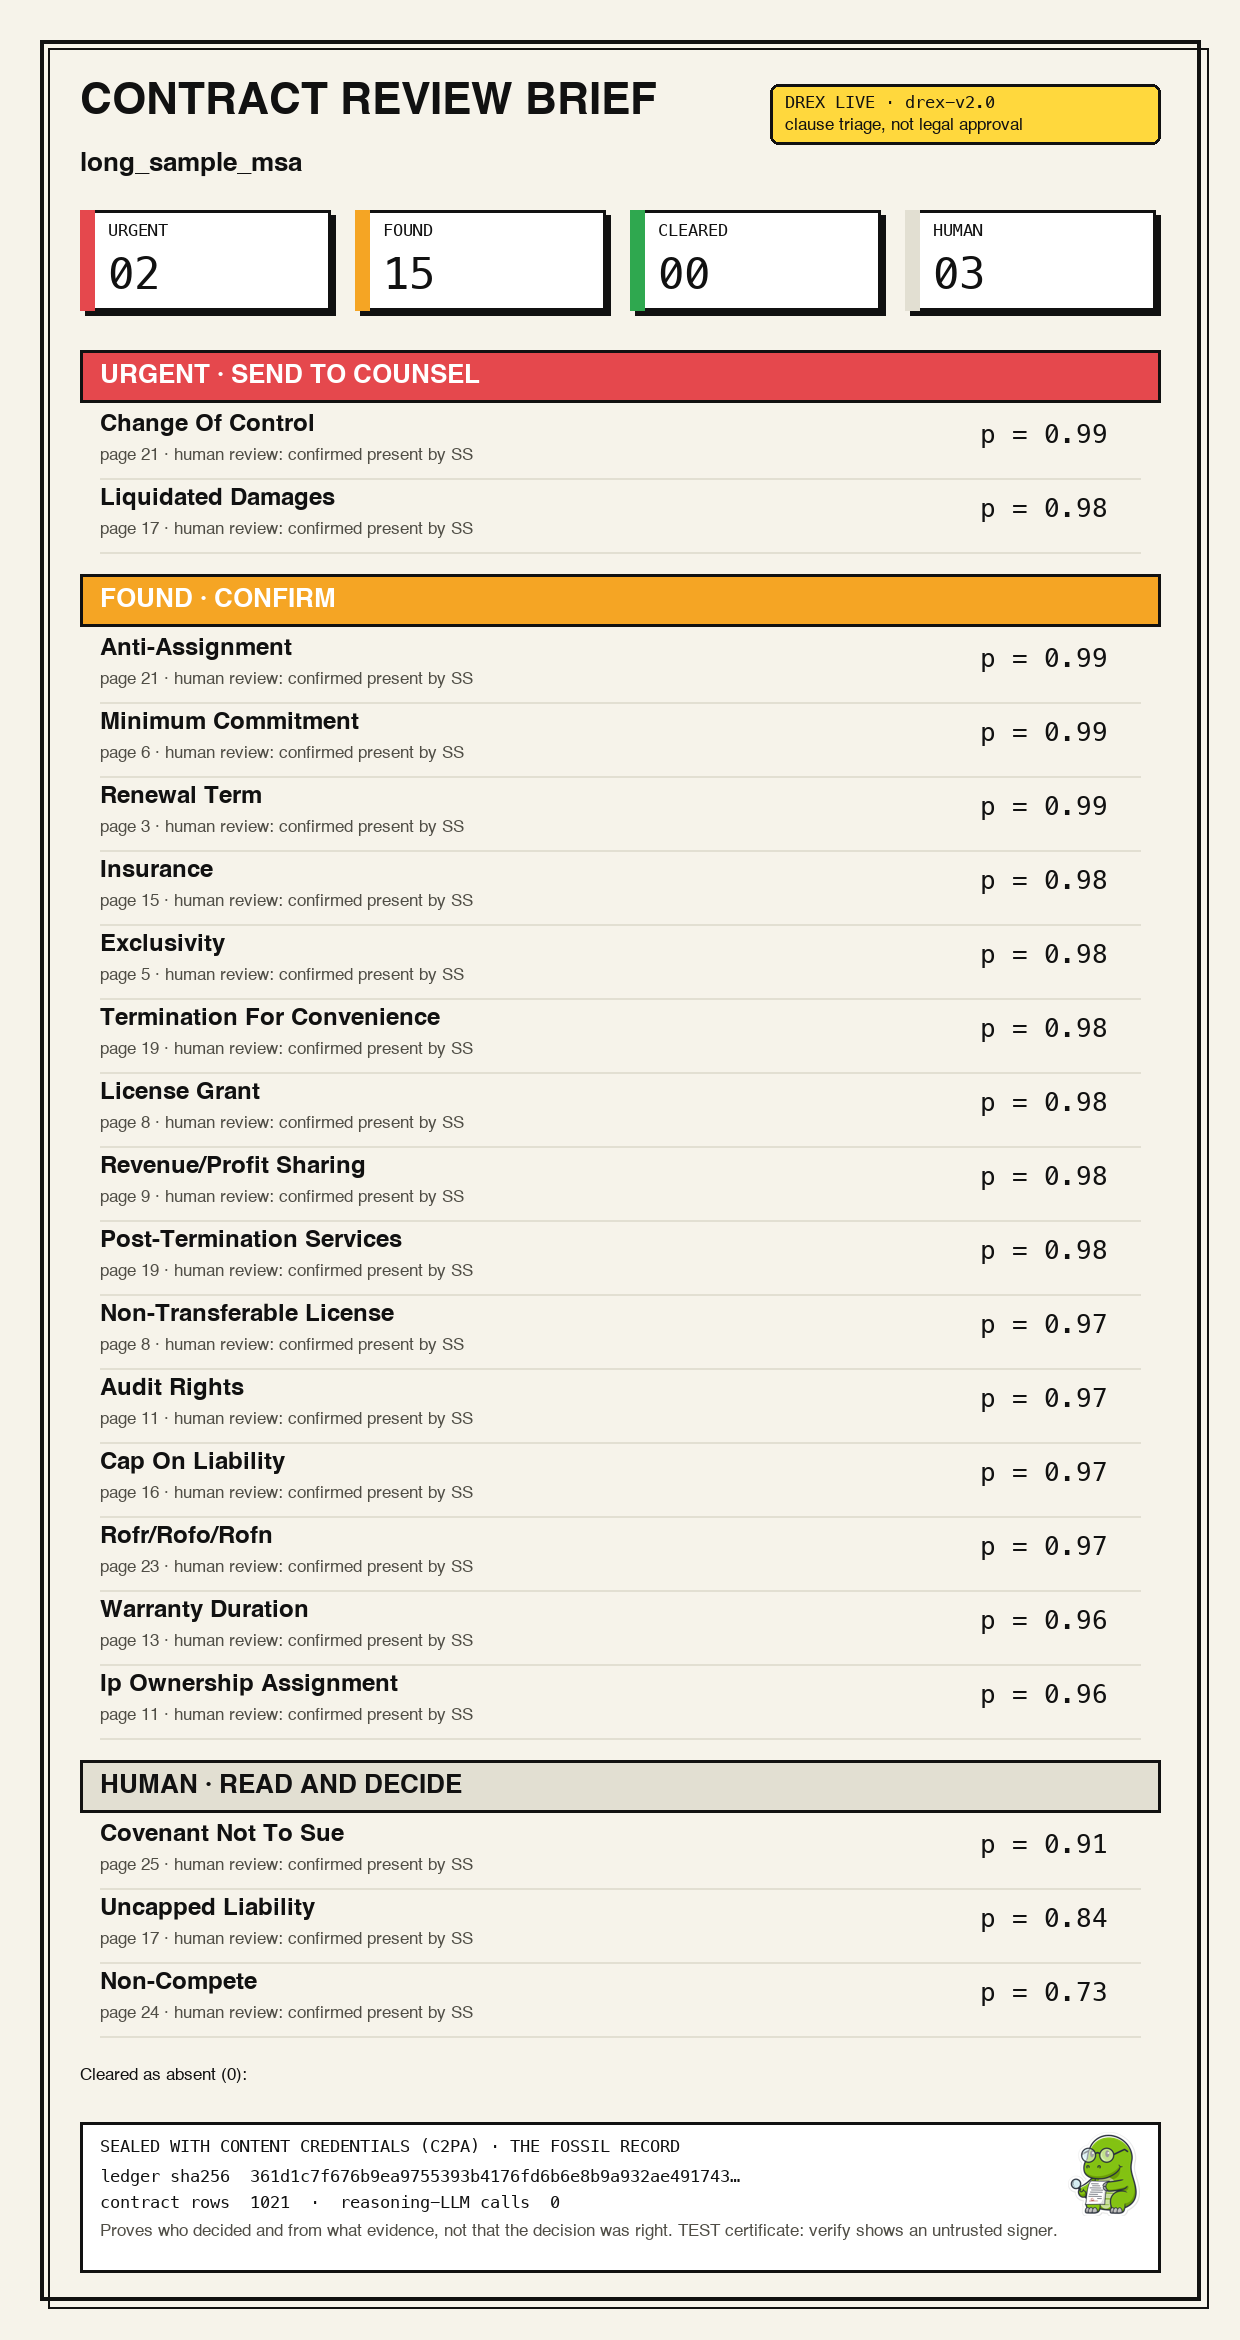 CONTRACT REVIEW BRIEF
DREX LIVE · drex-v2.0
clause triage, not legal approval
long_sample_msa
URGENT
02
FOUND
15
CLEARED
00
HUMAN
03
URGENT · SEND TO COUNSEL
Change Of Control
p = 0.99
page 21 · human review: confirmed present by SS
Liquidated Damages
p = 0.98
page 17 · human review: confirmed present by SS
FOUND · CONFIRM
Anti-Assignment
p = 0.99
page 21 · human review: confirmed present by SS
Minimum Commitment
p = 0.99
page 6 · human review: confirmed present by SS
Renewal Term
p = 0.99
page 3 · human review: confirmed present by SS
Insurance
p = 0.98
page 15 · human review: confirmed present by SS
Exclusivity
p = 0.98
page 5 · human review: confirmed present by SS
Termination For Convenience
p = 0.98
page 19 · human review: confirmed present by SS
License Grant
p = 0.98
page 8 · human review: confirmed present by SS
Revenue/Profit Sharing
p = 0.98
page 9 · human review: confirmed present by SS
Post-Termination Services
p = 0.98
page 19 · human review: confirmed present by SS
Non-Transferable License
p = 0.97
page 8 · human review: confirmed present by SS
Audit Rights
p = 0.97
page 11 · human review: confirmed present by SS
Cap On Liability
p = 0.97
page 16 · human review: confirmed present by SS
Rofr/Rofo/Rofn
p = 0.97
page 23 · human review: confirmed present by SS
Warranty Duration
p = 0.96
page 13 · human review: confirmed present by SS
Ip Ownership Assignment
p = 0.96
page 11 · human review: confirmed present by SS
HUMAN · READ AND DECIDE
Covenant Not To Sue
p = 0.91
page 25 · human review: confirmed present by SS
Uncapped Liability
p = 0.84
page 17 · human review: confirmed present by SS
Non-Compete
p = 0.73
page 24 · human review: confirmed present by SS
Cleared as absent (0):
SEALED WITH CONTENT CREDENTIALS (C2PA) · THE FOSSIL RECORD
ledger sha256 361d1c7f676b9ea9755393b4176fd6b6e8b9a932ae491743…
contract rows 1021 · reasoning-LLM calls 0
Proves who decided and from what evidence, not that the decision was right. TEST certificate: verify shows an untrusted signer.